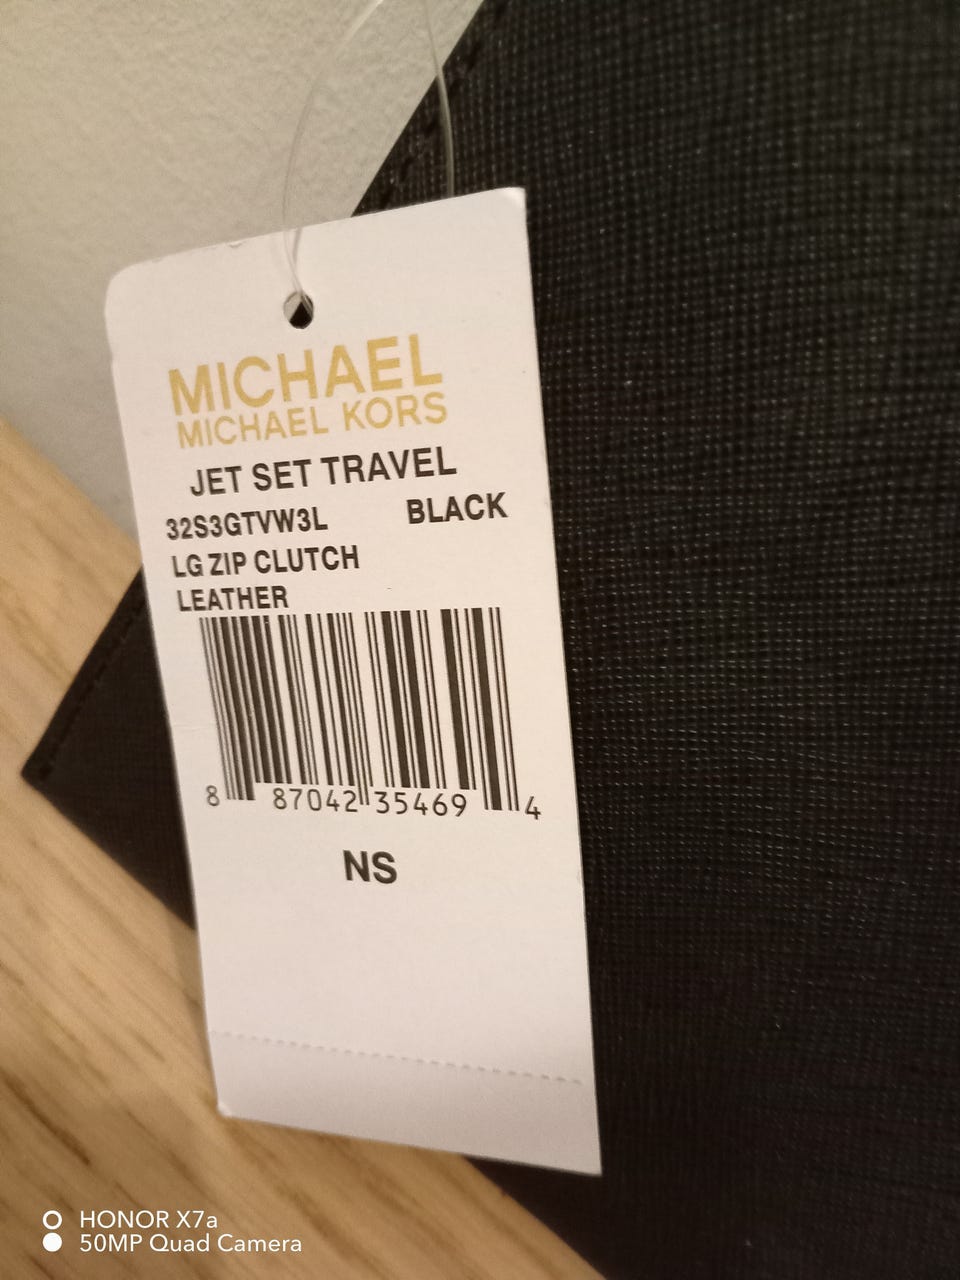 MICHAEL
MICHAEL KORS
JET SET TRAVEL
32S3GTVW3L BLACK
LG ZIP CLUTCH
LEATHER
8 87042 35469 4
NS
HONOR X7a
50MP Quad Camera